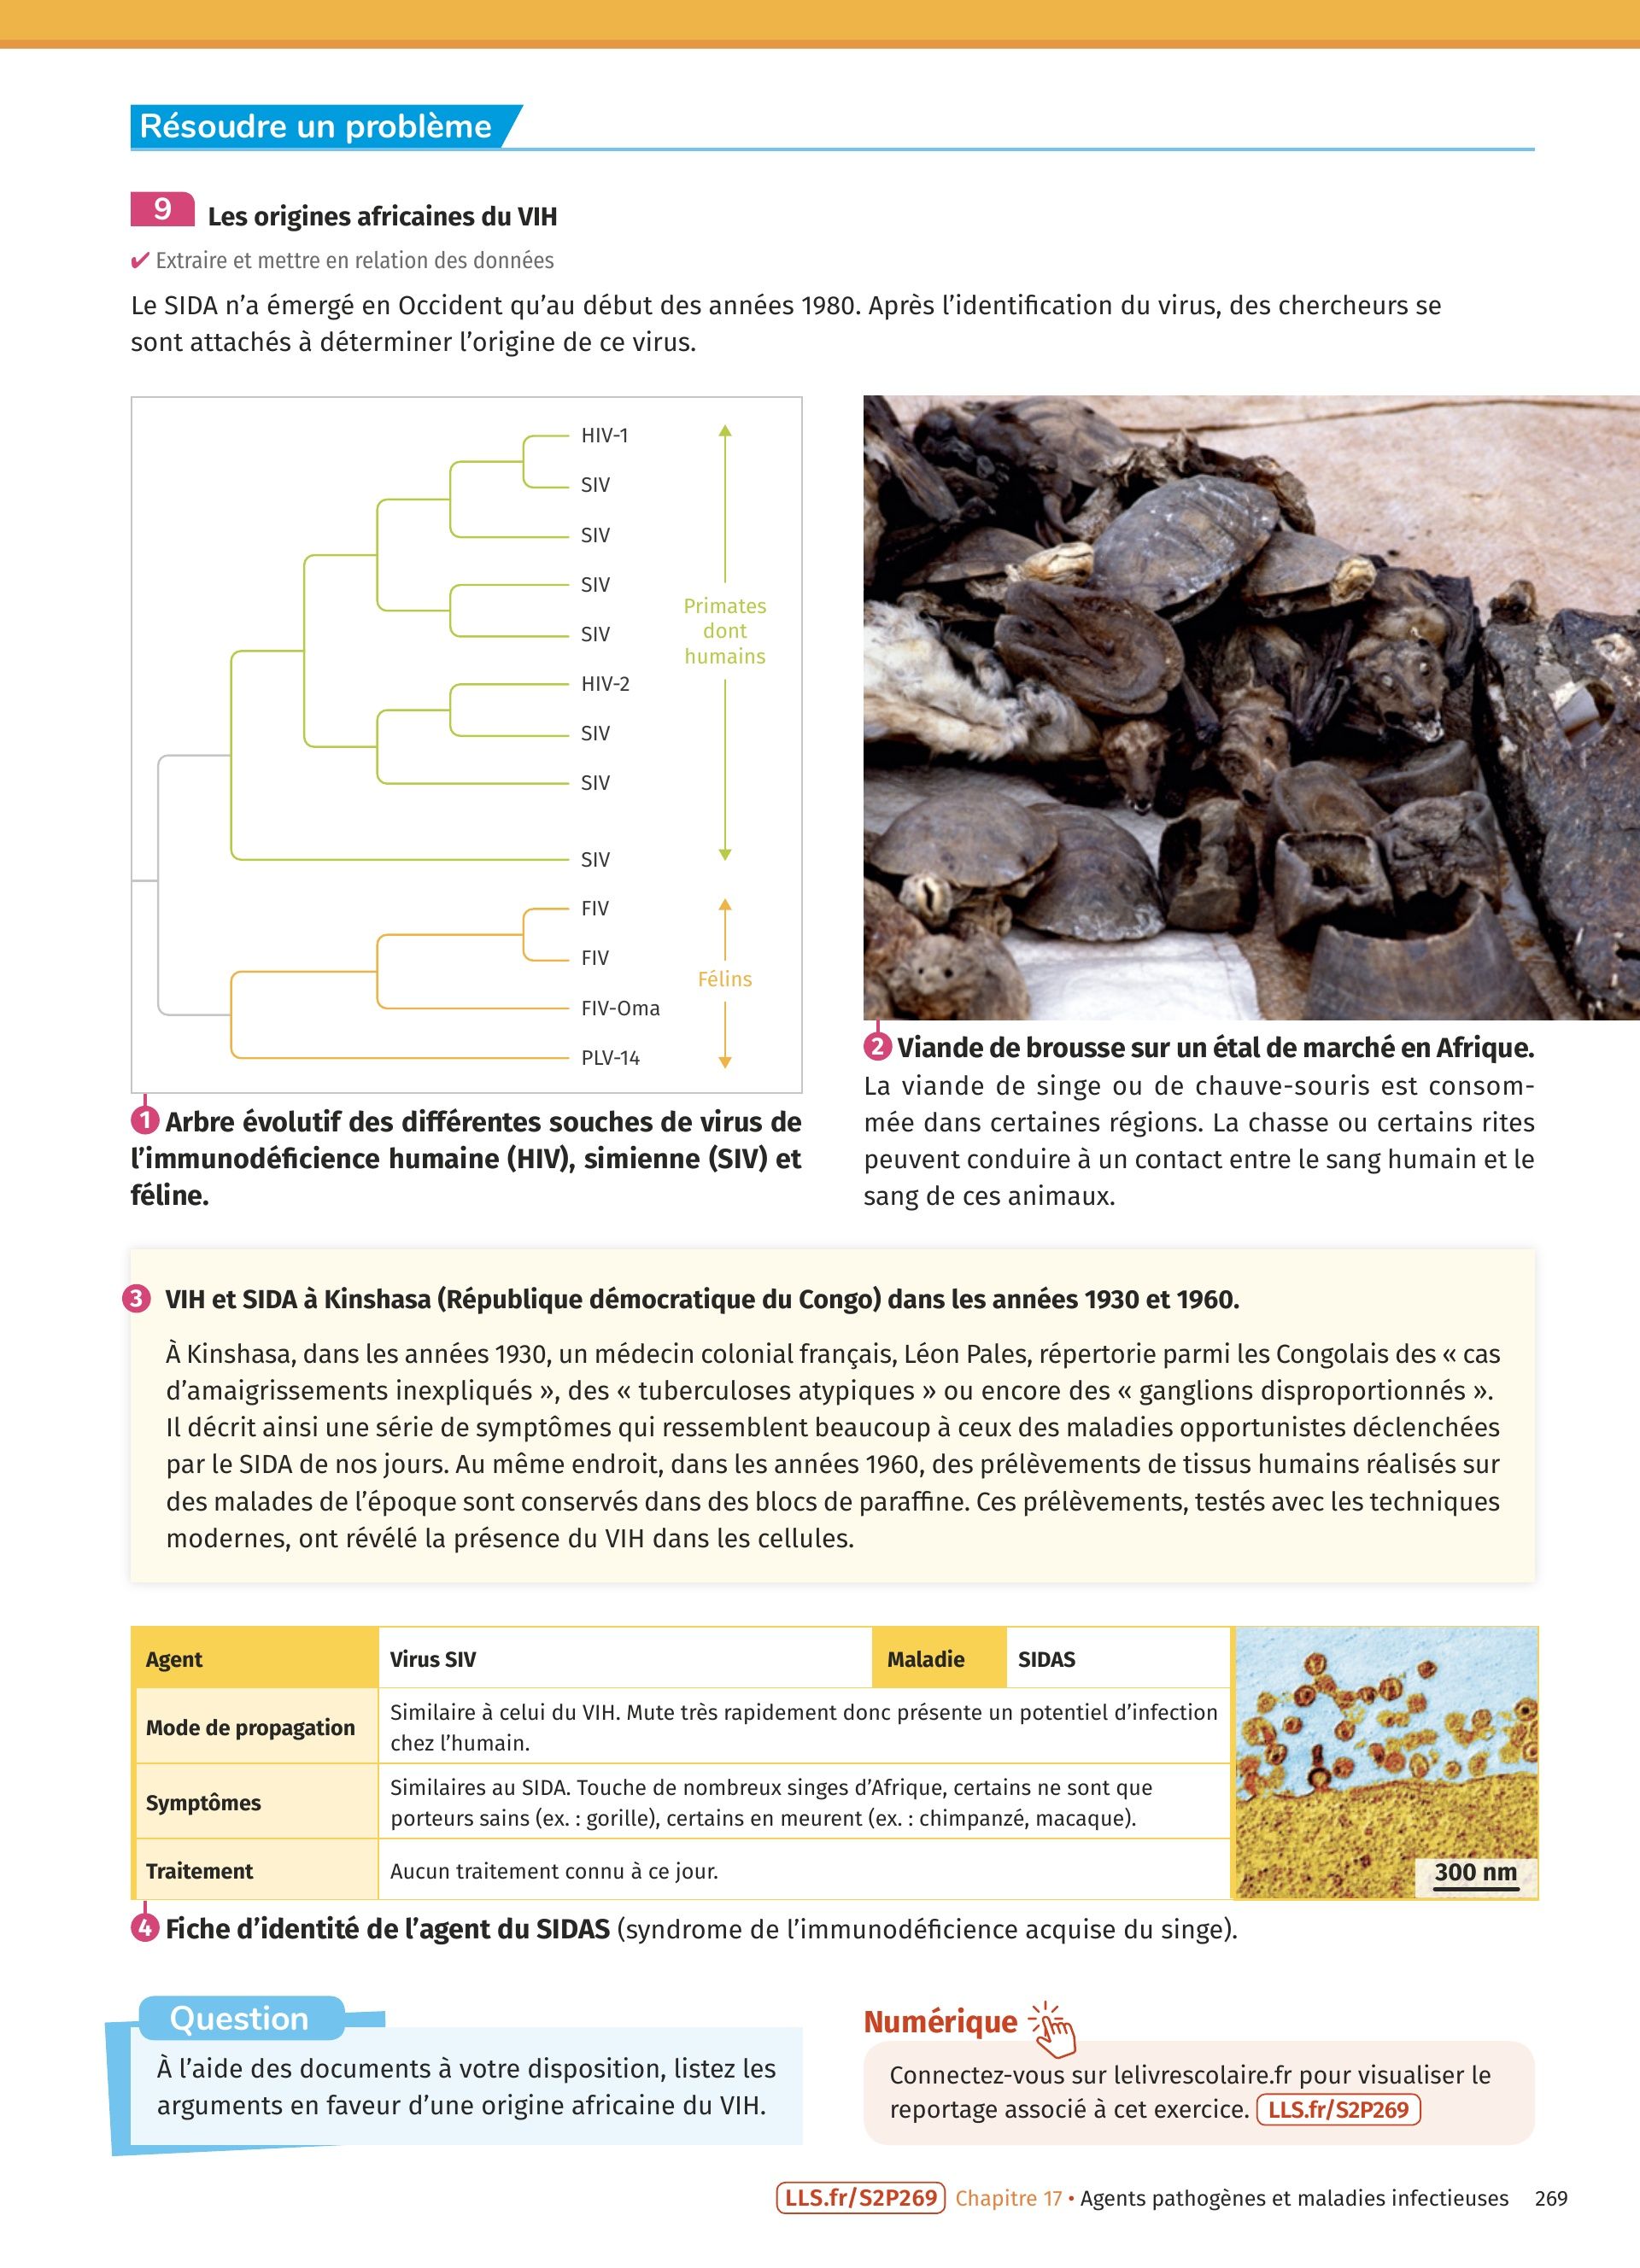 Résoudre un problème
9 Les origines africaines du VIH
✔ Extraire et mettre en relation des données
Le SIDA n’a émergé en Occident qu’au début des années 1980. Après l’identification du virus, des chercheurs se
sont attachés à déterminer l’origine de ce virus.
HIV-1
SIV
SIV
SIV
SIV
HIV-2
SIV
SIV
SIV
Primates
dont
humains
FIV
FIV
FIV-Oma
PLV-14
Félins
1 Arbre évolutif des différentes souches de virus de
l’immunodéficience humaine (HIV), simienne (SIV) et
féline.
2 Viande de brousse sur un étal de marché en Afrique.
La viande de singe ou de chauve-souris est consom-
mée dans certaines régions. La chasse ou certains rites
peuvent conduire à un contact entre le sang humain et le
sang de ces animaux.
3 VIH et SIDA à Kinshasa (République démocratique du Congo) dans les années 1930 et 1960.
À Kinshasa, dans les années 1930, un médecin colonial français, Léon Pales, répertorie parmi les Congolais des « cas
d’amaigrissements inexpliqués », des « tuberculoses atypiques » ou encore des « ganglions disproportionnés ».
Il décrit ainsi une série de symptômes qui ressemblent beaucoup à ceux des maladies opportunistes déclenchées
par le SIDA de nos jours. Au même endroit, dans les années 1960, des prélèvements de tissus humains réalisés sur
des malades de l’époque sont conservés dans des blocs de paraffine. Ces prélèvements, testés avec les techniques
modernes, ont révélé la présence du VIH dans les cellules.
Agent Virus SIV Maladie SIDAS
Mode de propagation
Similaire à celui du VIH. Mute très rapidement donc présente un potentiel d’infection
chez l’humain.
Symptômes
Similaires au SIDA. Touche de nombreux singes d’Afrique, certains ne sont que
porteurs sains (ex. : gorille), certains en meurent (ex. : chimpanzé, macaque).
Traitement Aucun traitement connu à ce jour.
300 nm
4 Fiche d’identité de l’agent du SIDAS (syndrome de l’immunodéficience acquise du singe).
Question
À l’aide des documents à votre disposition, listez les
arguments en faveur d’une origine africaine du VIH.
Numérique
Connectez-vous sur lelivrescolaire.fr pour visualiser le
reportage associé à cet exercice. LLS.fr/S2P269
LLS.fr/S2P269 Chapitre 17 • Agents pathogènes et maladies infectieuses 269